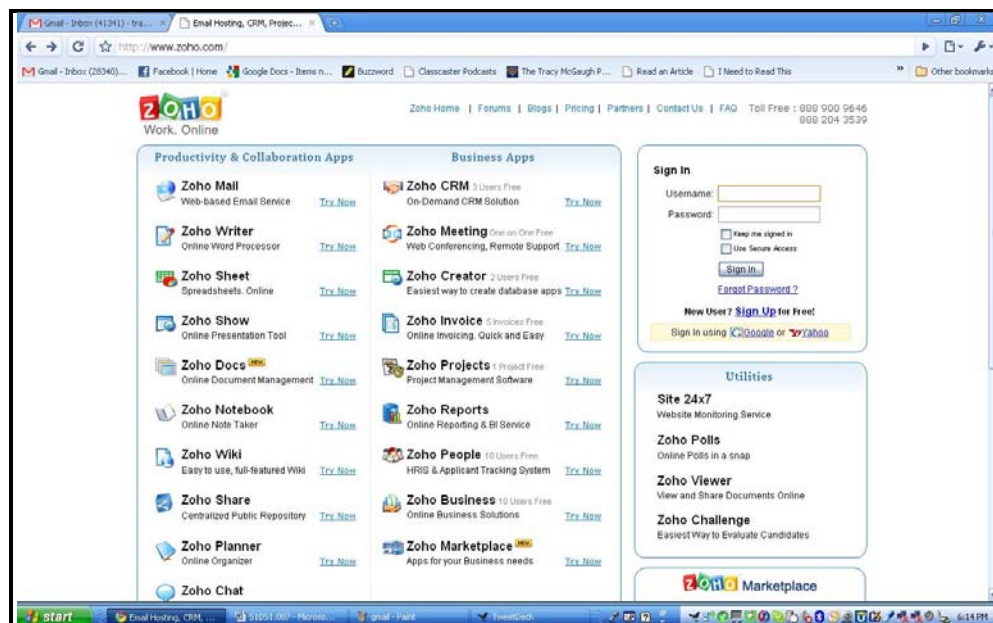 Gmail - Inbox (41341) - tra...
Email Hosting, CRM, Projec...
http://www.zoho.com/
Gmail - Inbox (28340)...
Facebook | Home
Google Docs - Items n...
Buzzword
Classcaster Podcasts
The Tracy McGaugh P...
Read an Article
I Need to Read This
Other bookmarks
ZOHO
Work. Online
Zoho Home | Forums | Blogs | Pricing | Partners | Contact Us | FAQ Toll Free : 888 900 9646
888 204 3539
Productivity & Collaboration Apps
Zoho Mail
Web-based Email Service Try Now
Zoho Writer
Online Word Processor Try Now
Zoho Sheet
Spreadsheets. Online Try Now
Zoho Show
Online Presentation Tool Try Now
Zoho Docs NEW
Online Document Management Try Now
Zoho Notebook
Online Note Taker Try Now
Zoho Wiki
Easy to use, full-featured Wiki Try Now
Zoho Share
Centralized Public Repository Try Now
Zoho Planner
Online Organizer Try Now
Zoho Chat
Business Apps
Zoho CRM 3 Users Free
On-Demand CRM Solution Try Now
Zoho Meeting One on One Free
Web Conferencing, Remote Support Try Now
Zoho Creator 2 Users Free
Easiest way to create database apps Try Now
Zoho Invoice 5 Invoices Free
Online Invoicing. Quick and Easy Try Now
Zoho Projects 1 Project Free
Project Management Software Try Now
Zoho Reports
Online Reporting & BI Service Try Now
Zoho People 10 Users Free
HRIS & Applicant Tracking System Try Now
Zoho Business 10 Users Free
Online Business Solutions Try Now
Zoho Marketplace NEW
Apps for your Business needs Try Now
Sign In
Username:
Password:
Keep me signed in
Use Secure Access
Sign In
Forgot Password ?
New User? Sign Up for Free!
Sign In using Google or Yahoo
Utilities
Site 24x7
Website Monitoring Service
Zoho Polls
Online Polls in a snap
Zoho Viewer
View and Share Documents Online
Zoho Challenge
Easiest Way to Evaluate Candidates
ZOHO Marketplace
start
Email Hosting, CRM, ...
51051.007 - Microso...
gmail - Paint
TweetDeck
6:14 PM